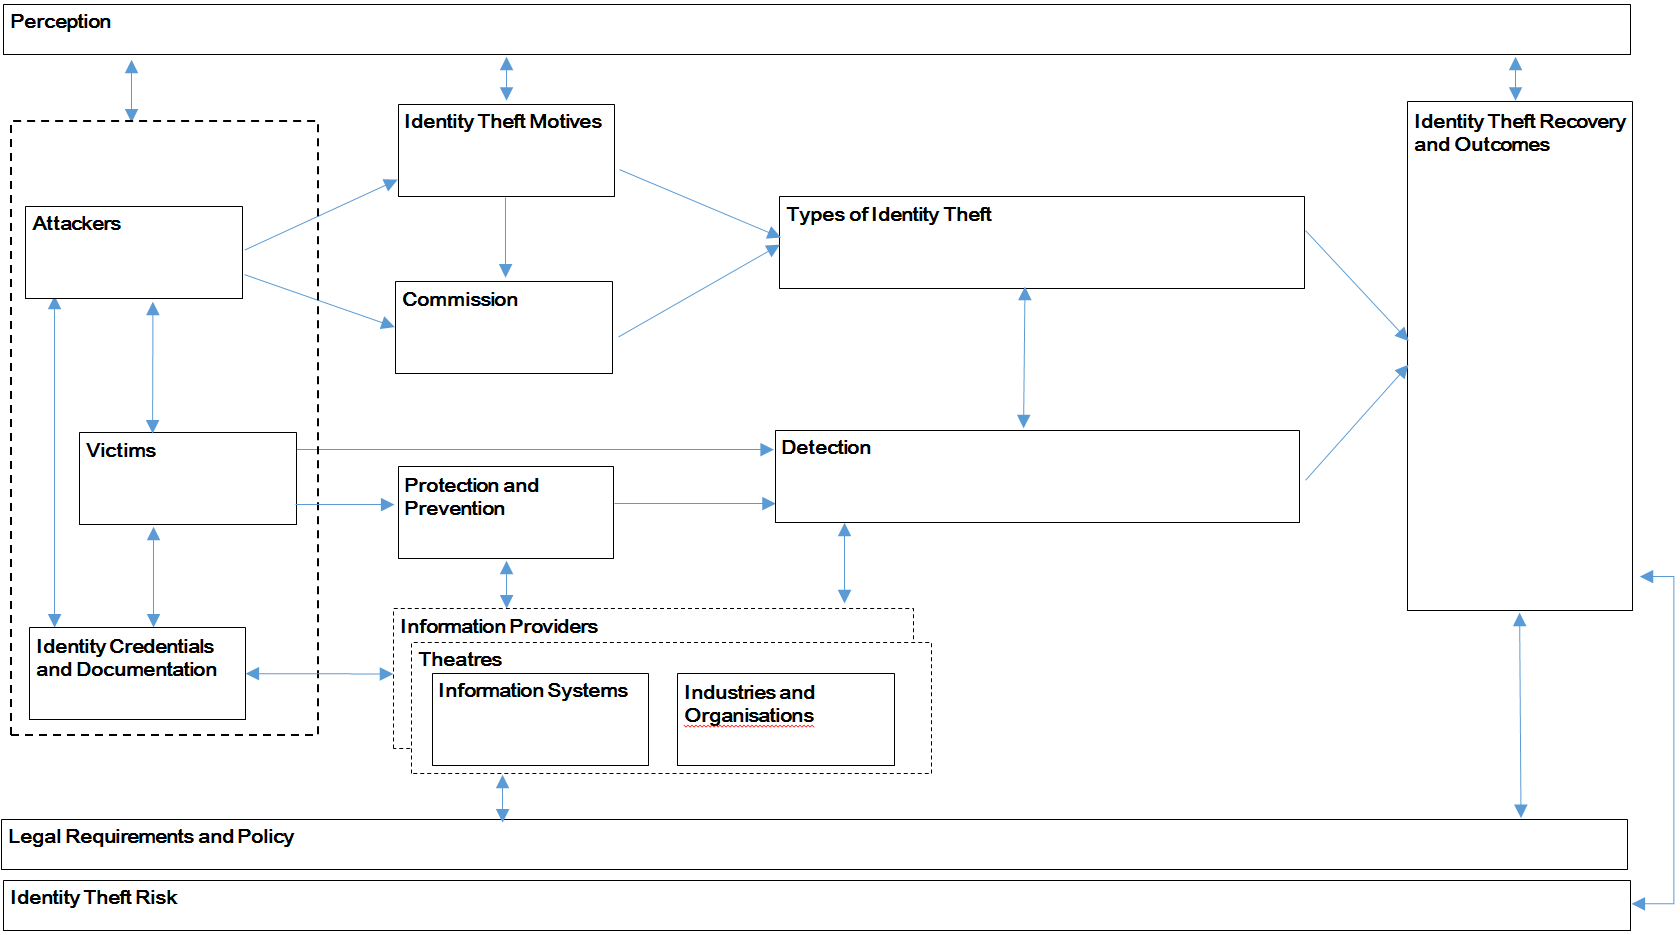 Perception
Identity Theft Motives
Identity Theft Recovery
and Outcomes
Attackers
Types of Identity Theft
Commission
Victims
Detection
Protection and
Prevention
Information Providers
Identity Credentials
and Documentation
Theatres
Information Systems
Industries and
Organisations
Legal Requirements and Policy
Identity Theft Risk